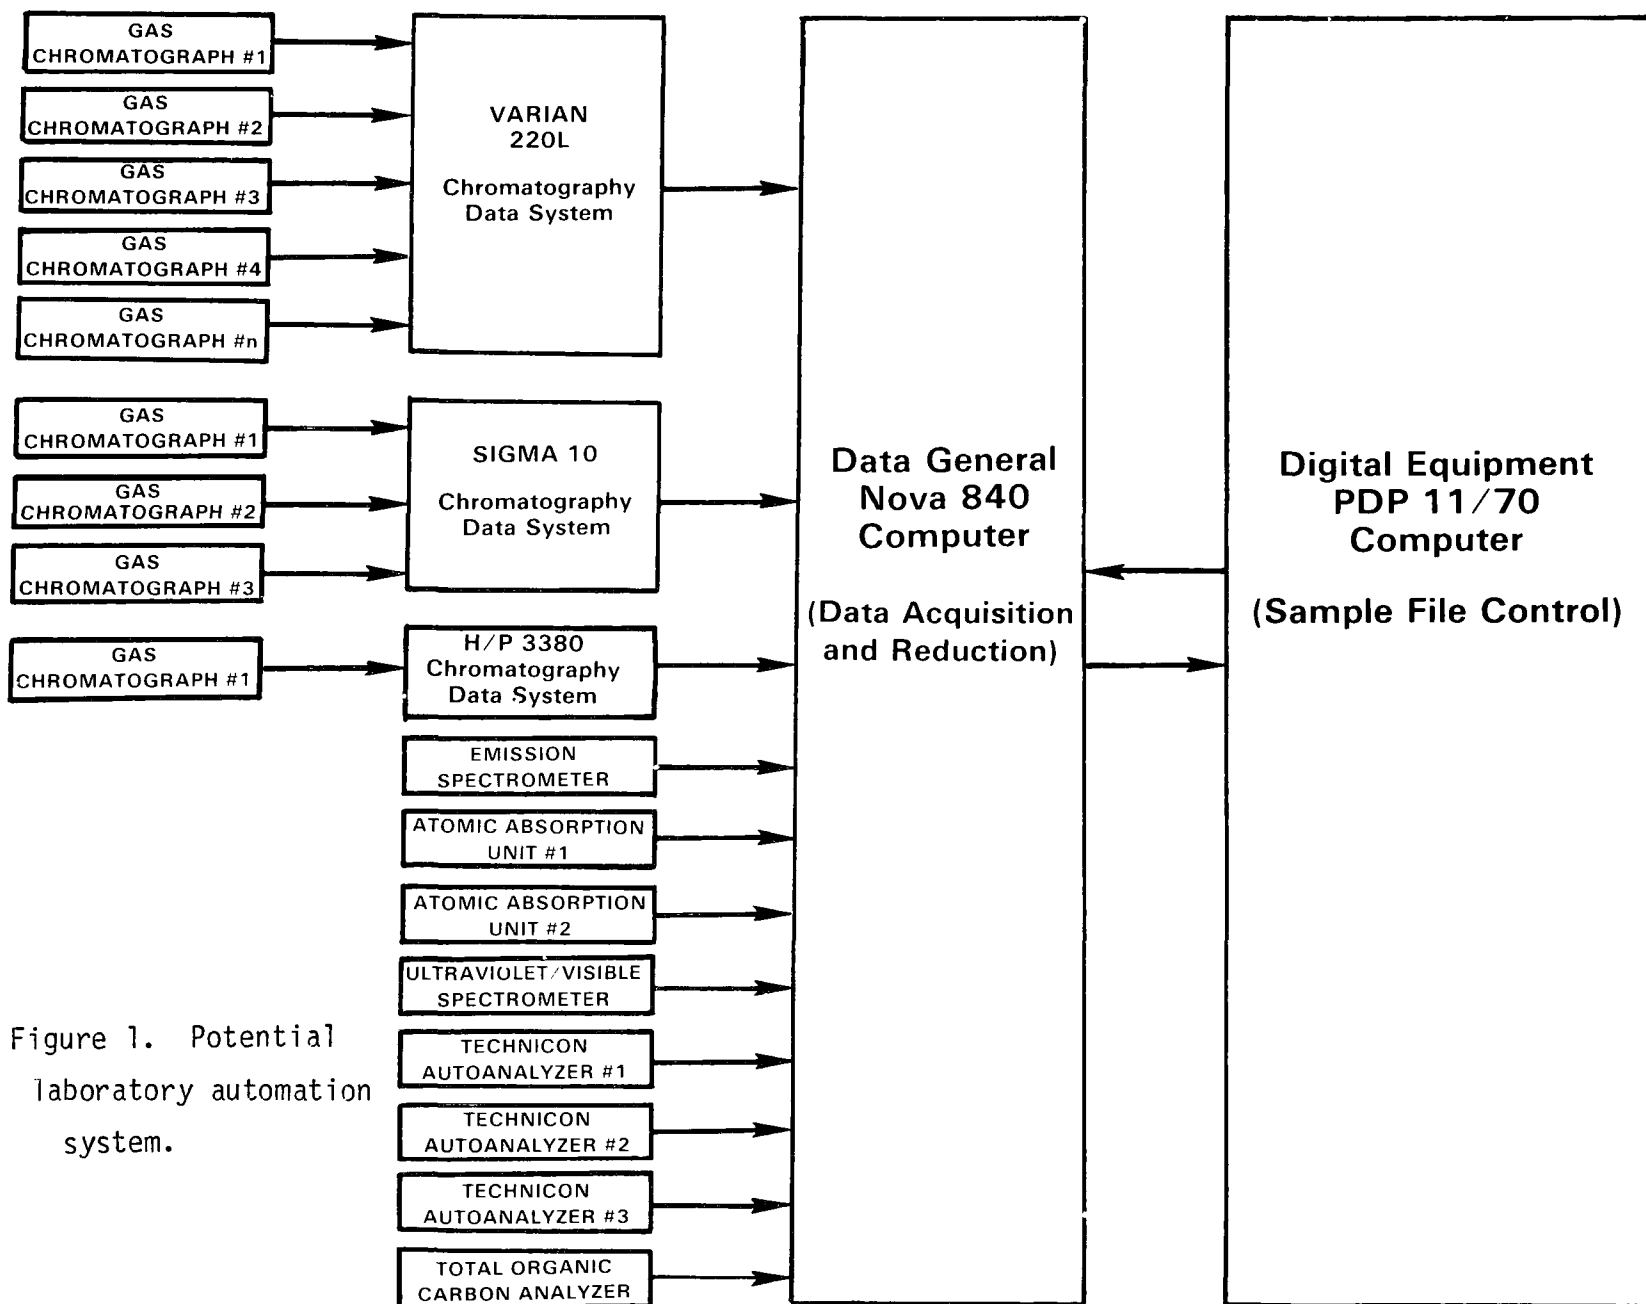 GAS
CHROMATOGRAPH #1
GAS
CHROMATOGRAPH #2
GAS
CHROMATOGRAPH #3
GAS
CHROMATOGRAPH #4
GAS
CHROMATOGRAPH #n
VARIAN
220L
Chromatography
Data System
GAS
CHROMATOGRAPH #1
GAS
CHROMATOGRAPH #2
GAS
CHROMATOGRAPH #3
SIGMA 10
Chromatography
Data System
GAS
CHROMATOGRAPH #1
H/P 3380
Chromatography
Data System
EMISSION
SPECTROMETER
ATOMIC ABSORPTION
UNIT #1
ATOMIC ABSORPTION
UNIT #2
ULTRAVIOLET/VISIBLE
SPECTROMETER
TECHNICON
AUTOANALYZER #1
TECHNICON
AUTOANALYZER #2
TECHNICON
AUTOANALYZER #3
TOTAL ORGANIC
CARBON ANALYZER
Data General
Nova 840
Computer
(Data Acquisition
and Reduction)
Digital Equipment
PDP 11/70
Computer
(Sample File Control)
Figure 1. Potential
laboratory automation
system.